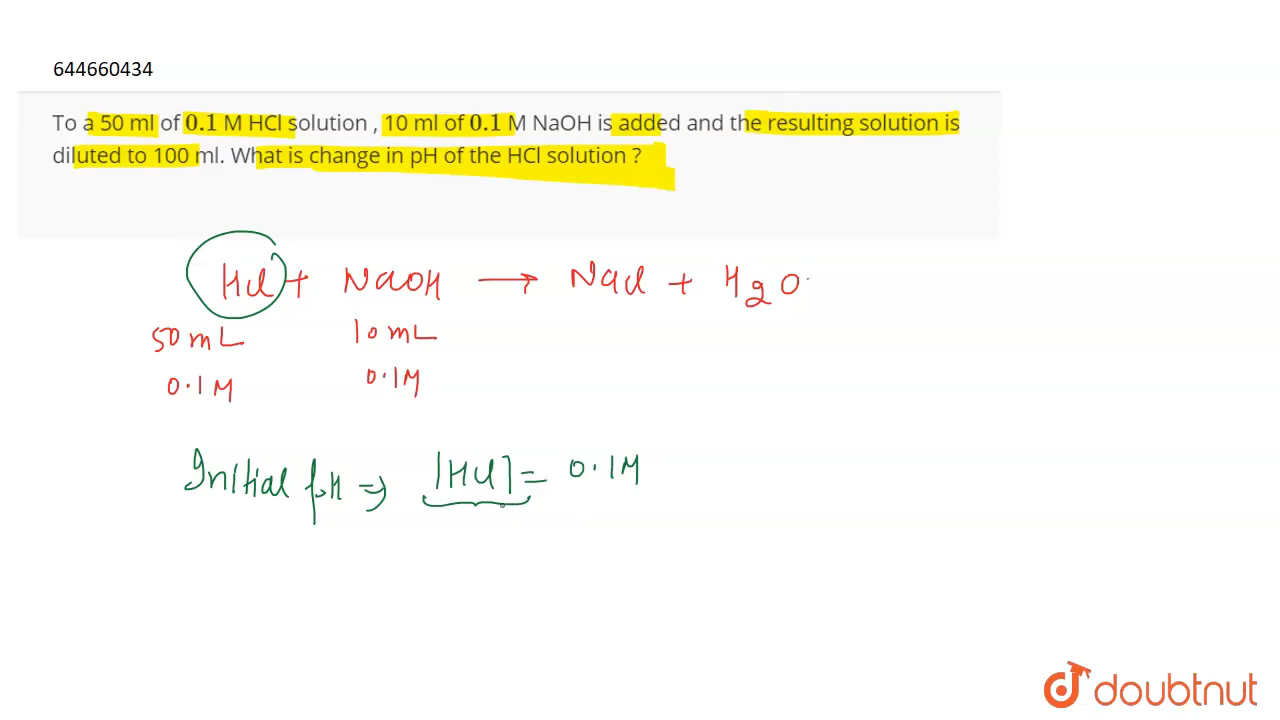 644660434
To a 50 ml of 0.1 M HCl solution , 10 ml of 0.1 M NaOH is added and the resulting solution is
diluted to 100 ml. What is change in pH of the HCl solution ?
HCl + NaOH → NaCl + H2O
50 mL 10 mL
0.1 M 0.1M
Initial pH ⇒ [HCl] = 0.1M
doubtnut